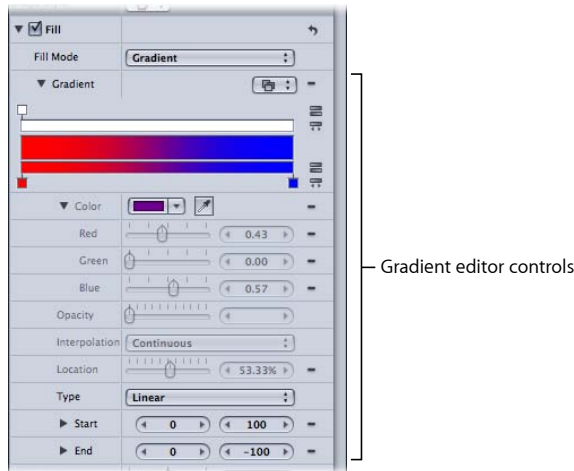 Fill
Fill Mode Gradient
Gradient
Color
Red 0.43
Green 0.00
Blue 0.57
Opacity
Interpolation Continuous
Location 53.33%
Type Linear
Start 0 100
End 0 -100
Gradient editor controls